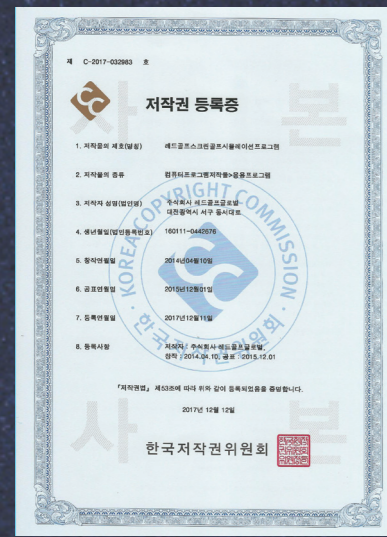 제 C-2017-032983 호
저작권 등록증
1. 저작물의 제호(명칭) 레드골프스크린골프시뮬레이션프로그램
2. 저작물의 종류 컴퓨터프로그램저작물>응용프로그램
3. 저작자 성명(법인명) 주식회사 레드골프글로벌
대전광역시 서구 동서대로
4. 생년월일(법인등록번호) 160111-0442676
5. 창작연월일 2014년04월10일
6. 공표연월일 2015년12월01일
7. 등록연월일 2017년12월11일
8. 등록사항 저작자 : 주식회사 레드골프글로벌,
창작 : 2014.04.10, 공표 : 2015.12.01
「저작권법」 제53조에 따라 위와 같이 등록되었음을 증명합니다.
2017년 12월 12일
한국저작권위원회
사 본
사 본
KOREA COPYRIGHT COMMISSION
한국저작권위원회